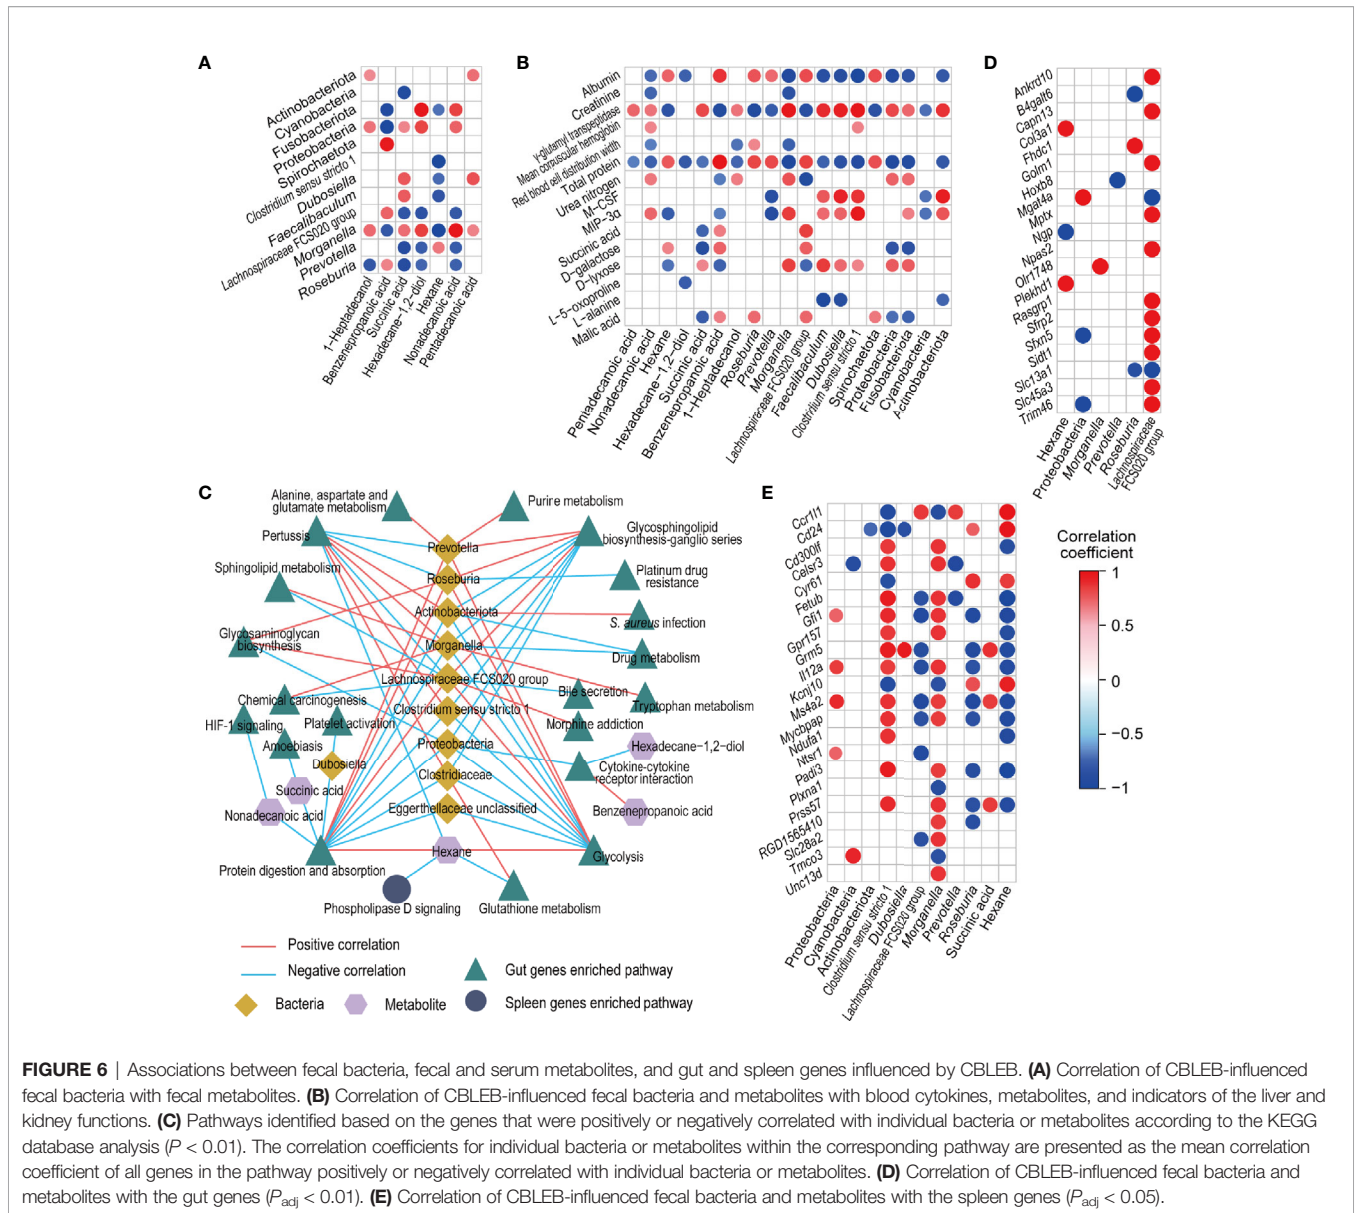 A
Actinobacteriota
Cyanobacteria
Fusobacteriota
Proteobacteria
Spirochaetota
Clostridium sensu stricto 1
Dubosiella
Faecalibaculum
Lachnospiraceae FCS020 group
Morganella
Prevotella
Roseburia
1-Heptadecanol
Benzenepropanoic acid
Succinic acid
Hexadecane-1,2-diol
Hexane
Nonadecanoic acid
Pentadecanoic acid
B
Albumin
Creatinine
γ-glutamyl transpeptidase
Mean corpuscular hemoglobin
Red blood cell distribution width
Total protein
Urea nitrogen
M-CSF
MIP-3α
Succinic acid
D-galactose
D-lyxose
L-5-oxoproline
L-alanine
Malic acid
Peniadecanoic acid
Nonadecanoic acid
Hexane
Hexadecane-1,2-diol
Succinic acid
Benzenepropanoic acid
1-Heptadecanol
Roseburia
Prevotella
Morganella
Lachnospiraceae FCS020 group
Faecalibaculum
Dubosiella
Clostritium sensu stricto 1
Spirochaetota
Proteobacteria
Fusobacteriota
Cyanobacteria
Actinobacteriota
D
Ankrd10
B4galt6
Capn13
Col3a1
Fhdc1
Golm1
Hoxb8
Mgat4a
Mptx
Ngp
Npas2
Olr1748
Plekhd1
Rasgrp1
Sfrp2
Sfxn5
Sidt1
Slc13a1
Slc45a3
Trim46
Hexane
Proteobacteria
Morganella
Prevotella
Roseburia
Lachnospiraceae
FCS020 group
C
Alanine, aspartate and
glutamate metabolism
Purine metabolism
Pertussis
Glycosphingolipid
biosynthesis-ganglio series
Prevotella
Sphingolipid metabolism
Roseburia
Platinum drug
resistance
Actinobacteriota
S. aureus infection
Glycosaminoglycan
biosynthesis
Morganella
Drug metabolism
Lachnospiraceae FCS020 group
Chemical carcinogenesis
Bile secretion
Tryptophan metabolism
HIF-1 signaling
Platelet activation
Clostridium sensu stricto 1
Norphine addiction
Amoebiasis
Proteobacteria
Hexadecane-1,2-diol
Dubosiella
Clostridiaceae
Cytokine-cytokine
receptor interaction
Succinic acid
Nonadecanoic acid
Eggerthellaceae unclassified
Benzenepropanoic acid
Hexane
Glycolysis
Protein digestion and absorption
Phospholipase D signaling
Glutathione metabolism
Positive correlation
Negative correlation
Gut genes enriched pathway
Bacteria
Metabolite
Spleen genes enriched pathway
E
Ccr1l1
Cd24
Cd300lf
Celsr3
Cyr61
Fetub
Gfi1
Gpr157
Grm5
Il12a
Kcnj10
Ms4a2
Mycbpap
Ndufa1
Ntsr1
Padi3
Plxna1
Prss57
RGD1565410
Slc28a2
Tmco3
Unc13d
Proteobacteria
Cyanobacteria
Actinobacteriota
Clostridium sensu stricto 1
Dubosiella
Lachnospiraceae FCS020 group
Morganella
Prevotella
Roseburia
Succinic acid
Hexane
Correlation
coefficient
1
0.5
0
−0.5
−1
FIGURE 6 | Associations between fecal bacteria, fecal and serum metabolites, and gut and spleen genes influenced by CBLEB. (A) Correlation of CBLEB-influenced
fecal bacteria with fecal metabolites. (B) Correlation of CBLEB-influenced fecal bacteria and metabolites with blood cytokines, metabolites, and indicators of the liver and
kidney functions. (C) Pathways identified based on the genes that were positively or negatively correlated with individual bacteria or metabolites according to the KEGG
database analysis (P < 0.01). The correlation coefficients for individual bacteria or metabolites within the corresponding pathway are presented as the mean correlation
coefficient of all genes in the pathway positively or negatively correlated with individual bacteria or metabolites. (D) Correlation of CBLEB-influenced fecal bacteria and
metabolites with the gut genes (Padj < 0.01). (E) Correlation of CBLEB-influenced fecal bacteria and metabolites with the spleen genes (Padj < 0.05).